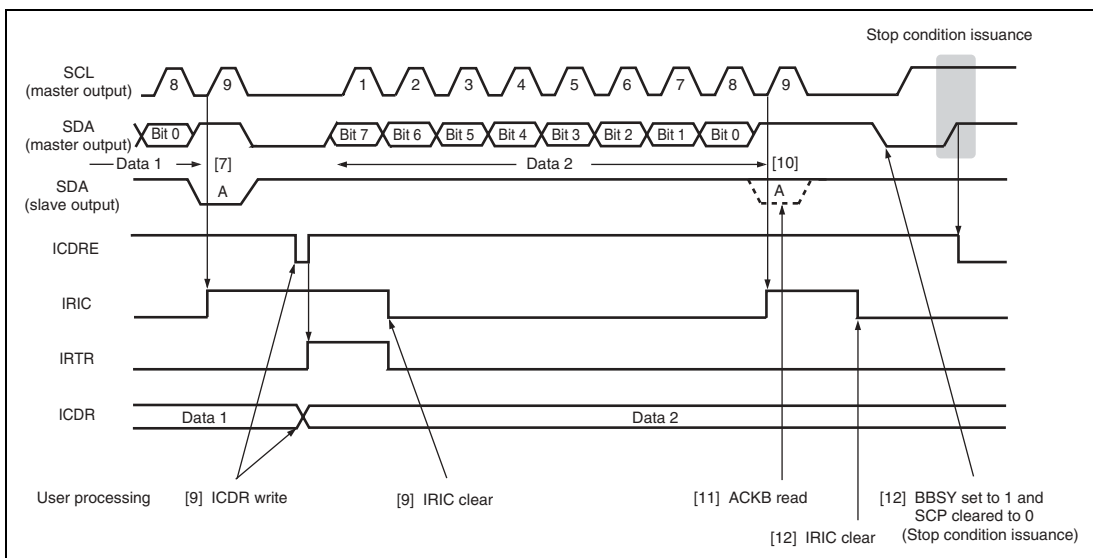 Stop condition issuance
SCL
(master output)
8 9 1 2 3 4 5 6 7 8 9
SDA
(master output)
Bit 0 Bit 7 Bit 6 Bit 5 Bit 4 Bit 3 Bit 2 Bit 1 Bit 0
Data 1 [7] Data 2 [10]
SDA
(slave output)
A A
ICDRE
IRIC
IRTR
ICDR
Data 1 Data 2
User processing [9] ICDR write [9] IRIC clear [11] ACKB read [12] BBSY set to 1 and
SCP cleared to 0
(Stop condition issuance)
[12] IRIC clear